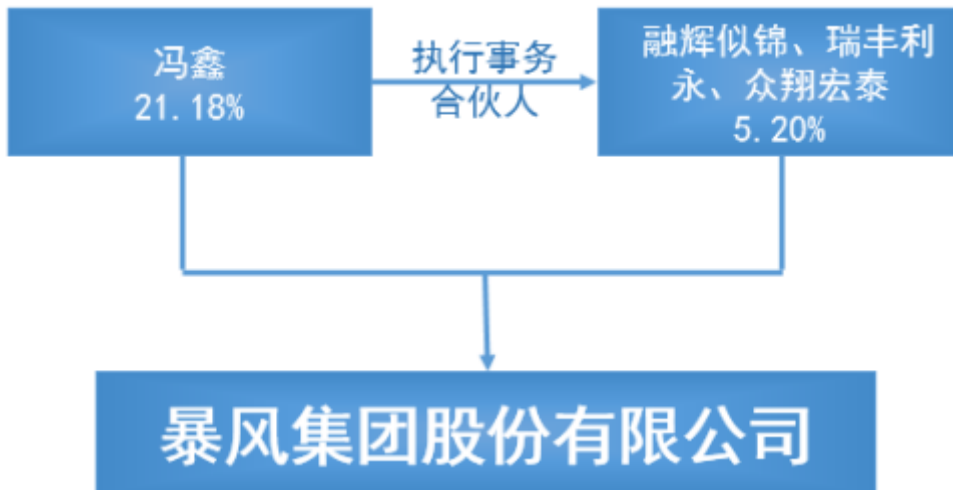 冯鑫
21.18%
执行事务
合伙人
融辉似锦、瑞丰利
永、众翔宏泰
5.20%
暴风集团股份有限公司